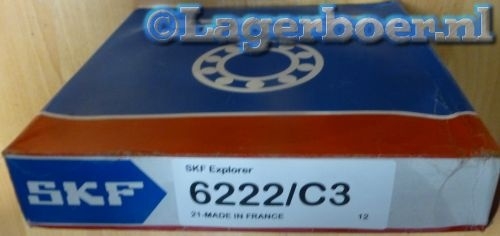 ©Lagerboer.nl
SKF
SKF Explorer
6222/C3
21-MADE IN FRANCE 12